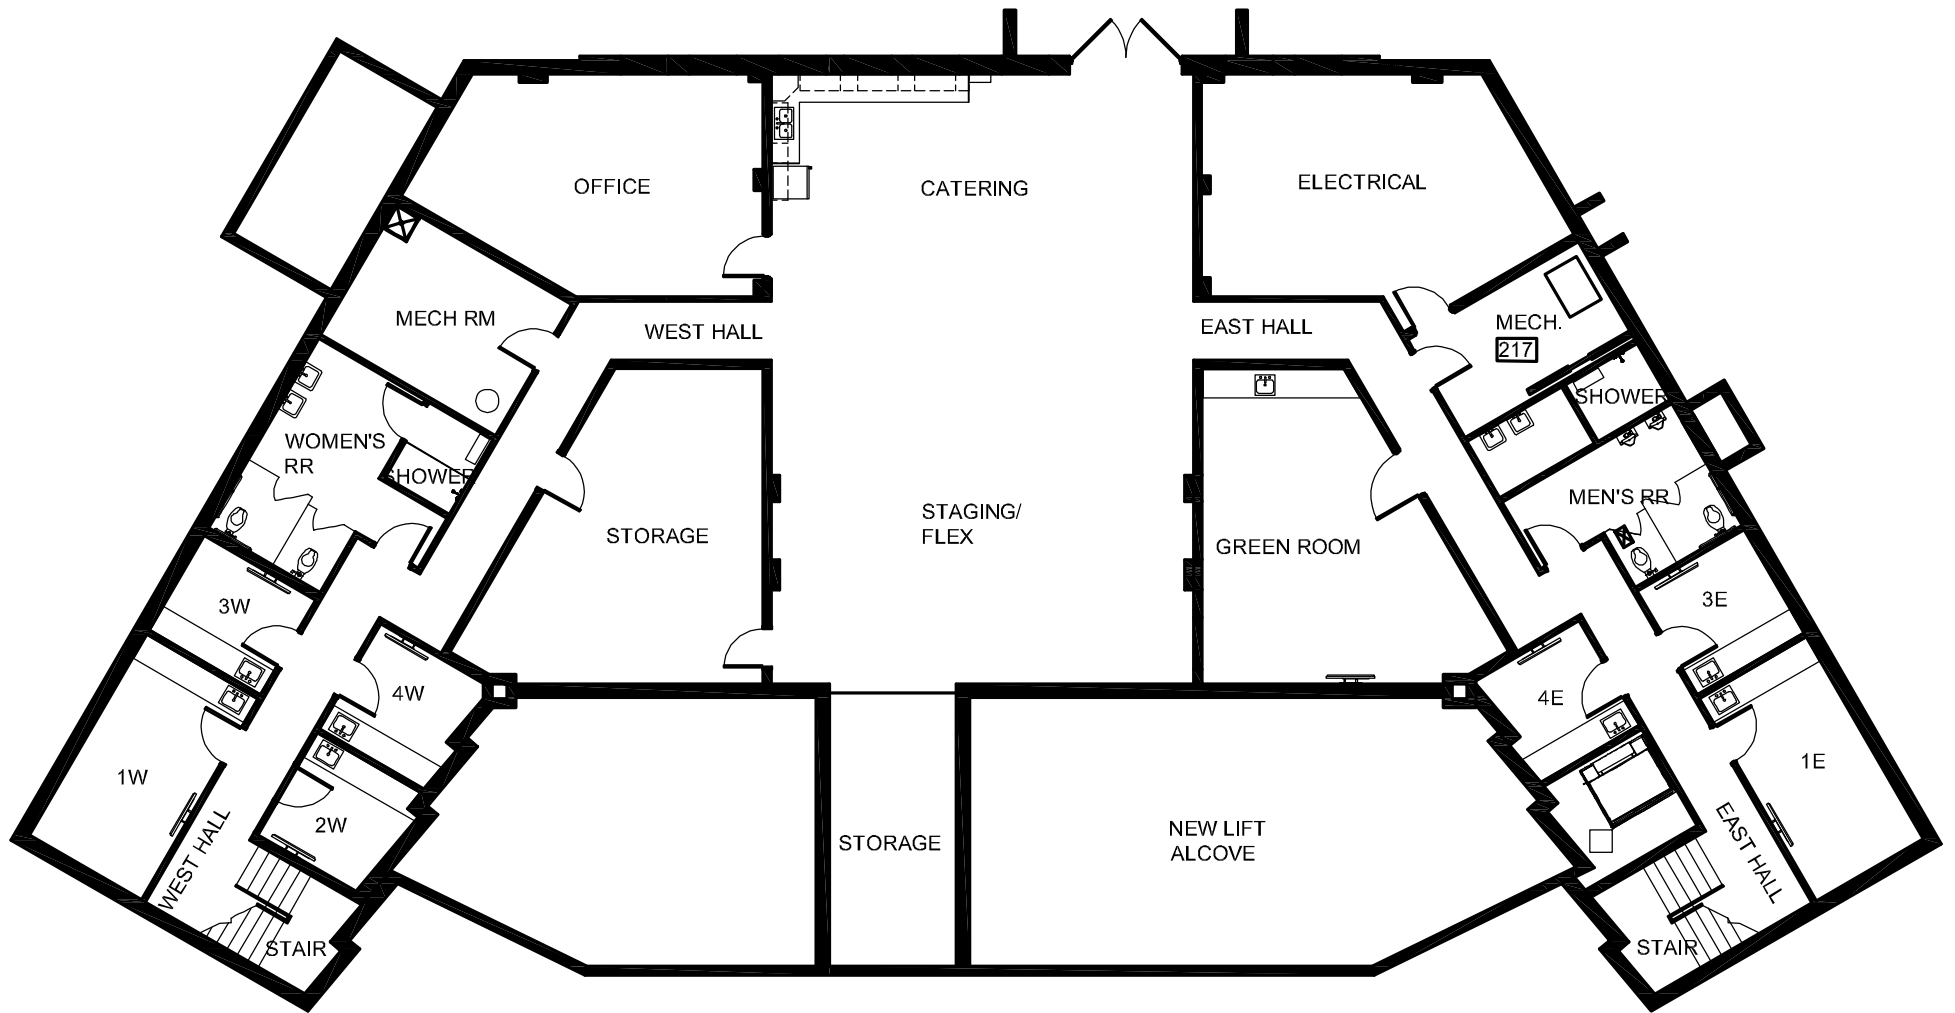 OFFICE
CATERING
ELECTRICAL
MECH RM
WEST HALL
EAST HALL
MECH.
217
SHOWER
WOMEN'S
RR
SHOWER
MEN'S RR
STORAGE
STAGING/
FLEX
GREEN ROOM
3W
3E
4W
4E
1W
1E
2W
WEST HALL
STORAGE
NEW LIFT
ALCOVE
EAST HALL
STAIR
STAIR